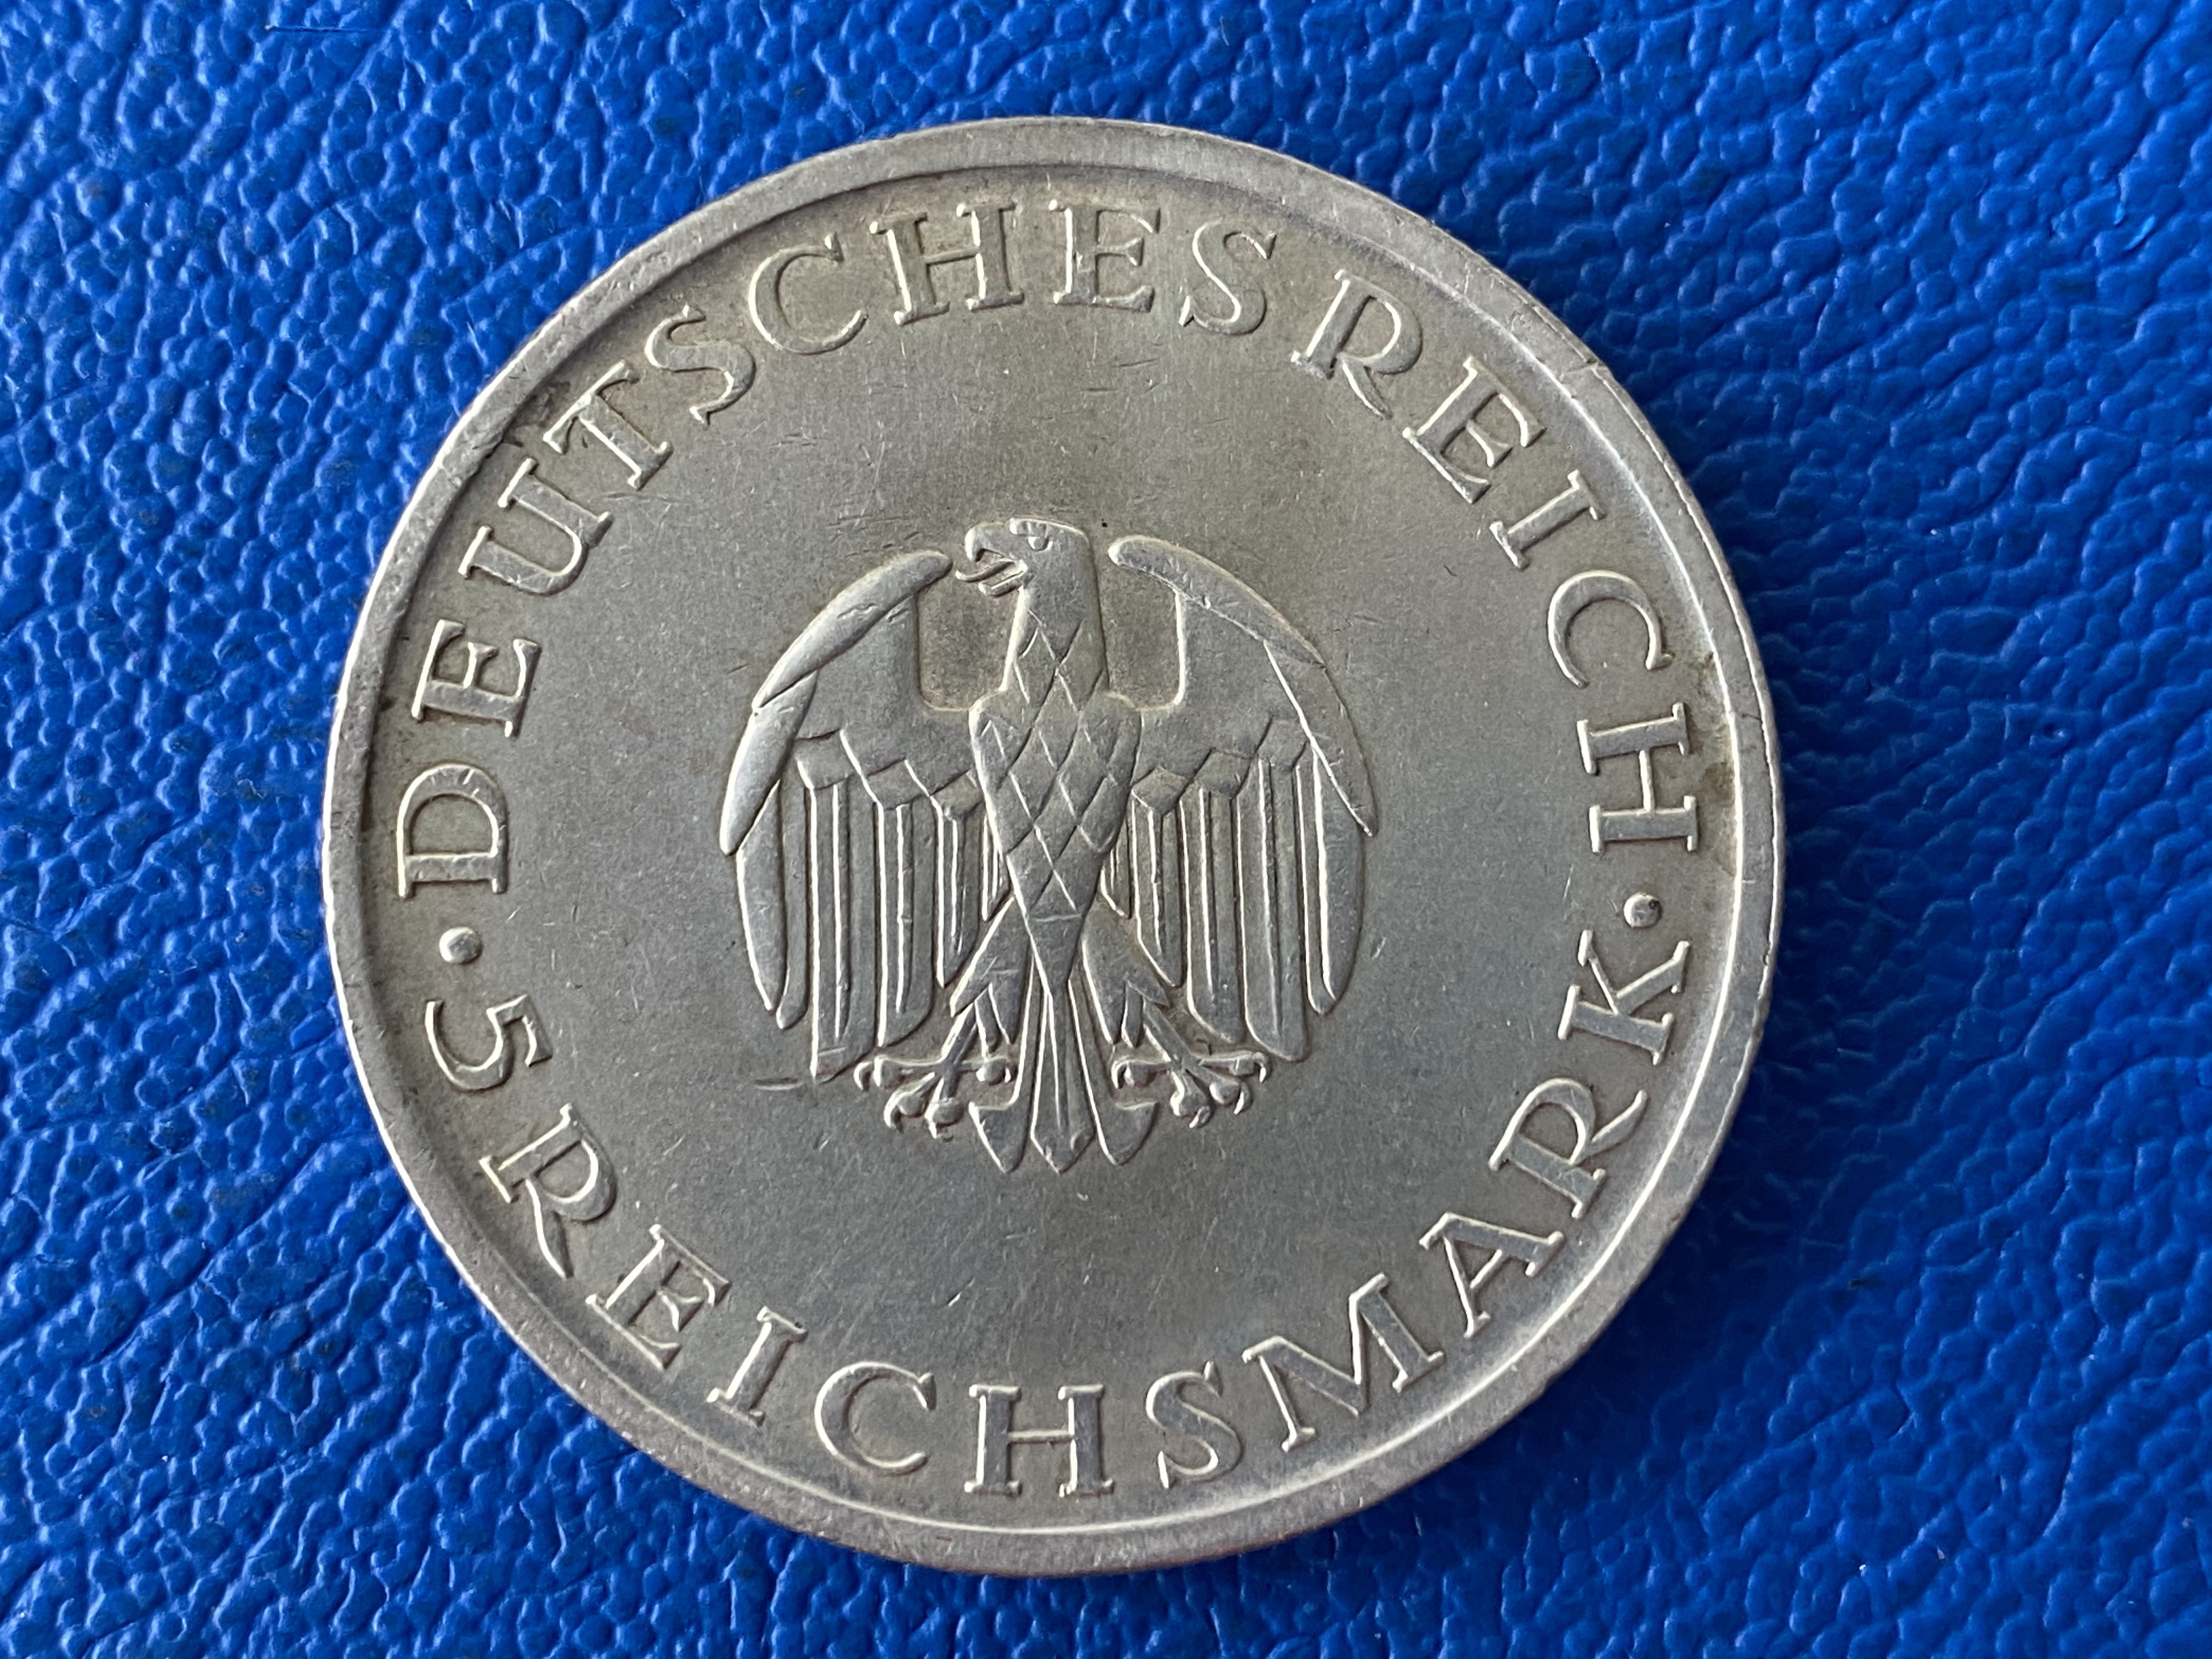 DEUTSCHES REICH
· 5 REICHSMARK ·